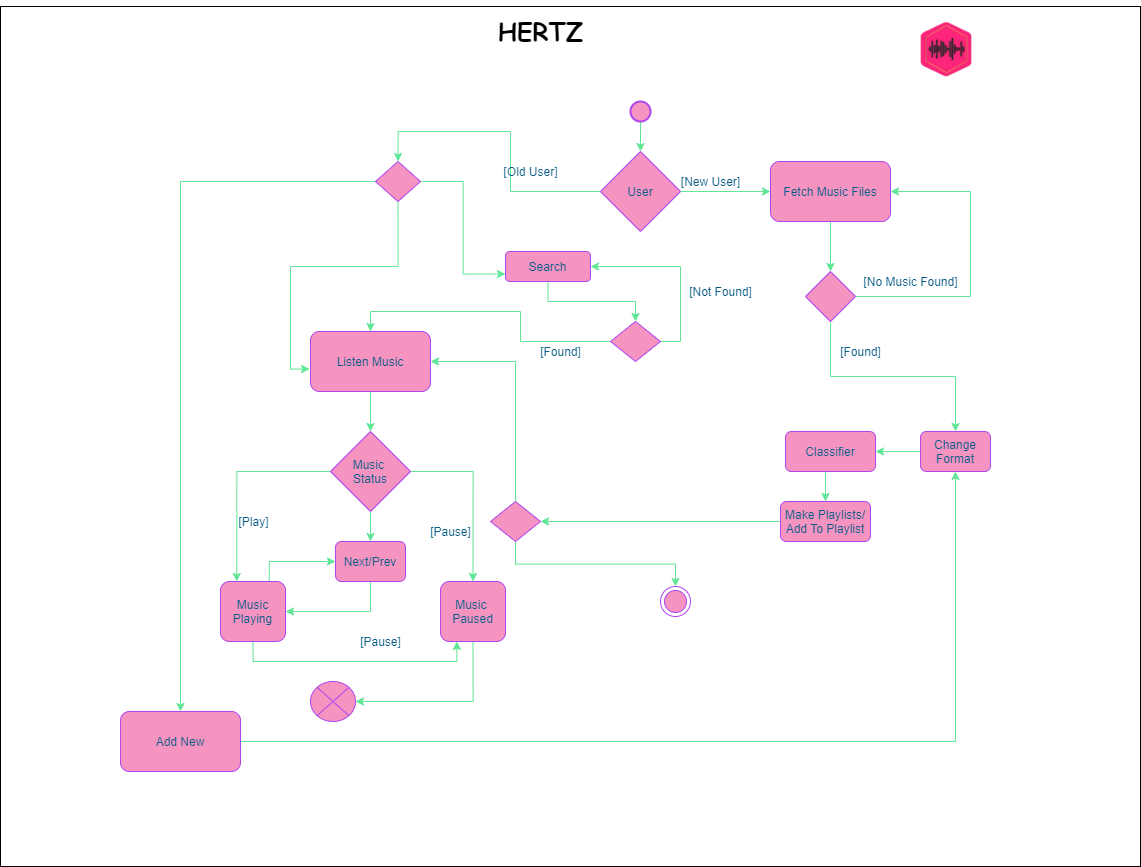 HERTZ
[Old User]
User
[New User]
Fetch Music Files
Search
[Not Found]
[No Music Found]
[Found]
[Found]
Listen Music
Music
Status
Classifier
Change
Format
Make Playlists/
Add To Playlist
[Play]
[Pause]
Next/Prev
Music
Playing
Music
Paused
[Pause]
Add New